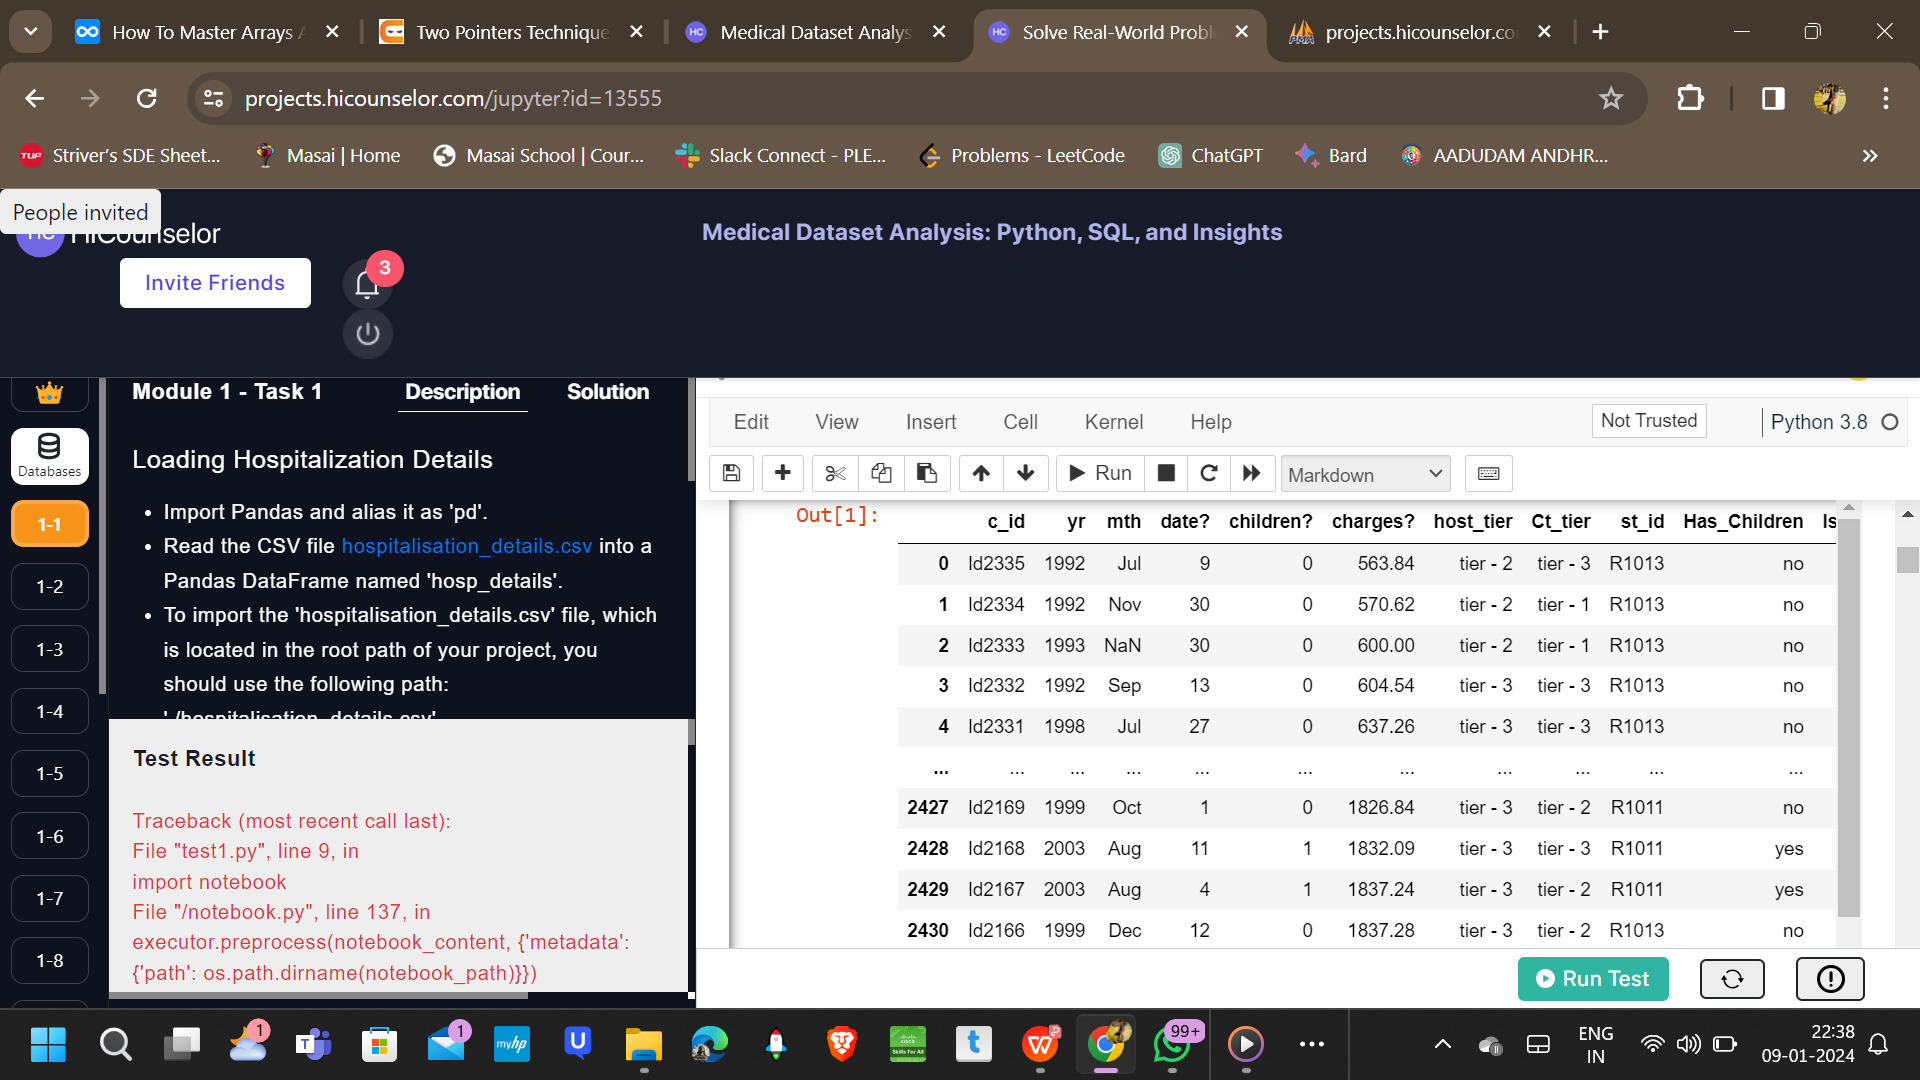 How To Master Arrays
Two Pointers Technique
HC
Medical Dataset Analys
HC
Solve Real-World Probl
PMA
projects.hicounselor.co
projects.hicounselor.com/jupyter?id=13555
TUF
Striver's SDE Sheet...
Masai | Home
Masai School | Cour...
Slack Connect - PLE...
Problems - LeetCode
ChatGPT
Bard
AADUDAM ANDHR...
People invited
HiCounselor
Medical Dataset Analysis: Python, SQL, and Insights
Invite Friends
3
Module 1 - Task 1
Description
Solution
Databases
1-1
1-2
1-3
1-4
1-5
1-6
1-7
1-8
Loading Hospitalization Details
• Import Pandas and alias it as 'pd'.
• Read the CSV file hospitalisation_details.csv into a
Pandas DataFrame named 'hosp_details'.
• To import the 'hospitalisation_details.csv' file, which
is located in the root path of your project, you
should use the following path:
'./hospitalisation_details.csv'
Test Result
Traceback (most recent call last):
File "test1.py", line 9, in
import notebook
File "/notebook.py", line 137, in
executor.preprocess(notebook_content, {'metadata':
{'path': os.path.dirname(notebook_path)}})
Edit View Insert Cell Kernel Help
Not Trusted
Python 3.8
Run
Markdown
Out[1]:
c_id yr mth date? children? charges? host_tier Ct_tier st_id Has_Children Is
0 Id2335 1992 Jul 9 0 563.84 tier - 2 tier - 3 R1013 no
1 Id2334 1992 Nov 30 0 570.62 tier - 2 tier - 1 R1013 no
2 Id2333 1993 NaN 30 0 600.00 tier - 2 tier - 1 R1013 no
3 Id2332 1992 Sep 13 0 604.54 tier - 3 tier - 3 R1013 no
4 Id2331 1998 Jul 27 0 637.26 tier - 3 tier - 3 R1013 no
... ... ... ... ... ... ... ... ... ... ...
2427 Id2169 1999 Oct 1 0 1826.84 tier - 3 tier - 2 R1011 no
2428 Id2168 2003 Aug 11 1 1832.09 tier - 3 tier - 3 R1011 yes
2429 Id2167 2003 Aug 4 1 1837.24 tier - 3 tier - 2 R1011 yes
2430 Id2166 1999 Dec 12 0 1837.28 tier - 3 tier - 2 R1013 no
Run Test
1
1
myhp
Skills For All
99+
ENG
IN
22:38
09-01-2024